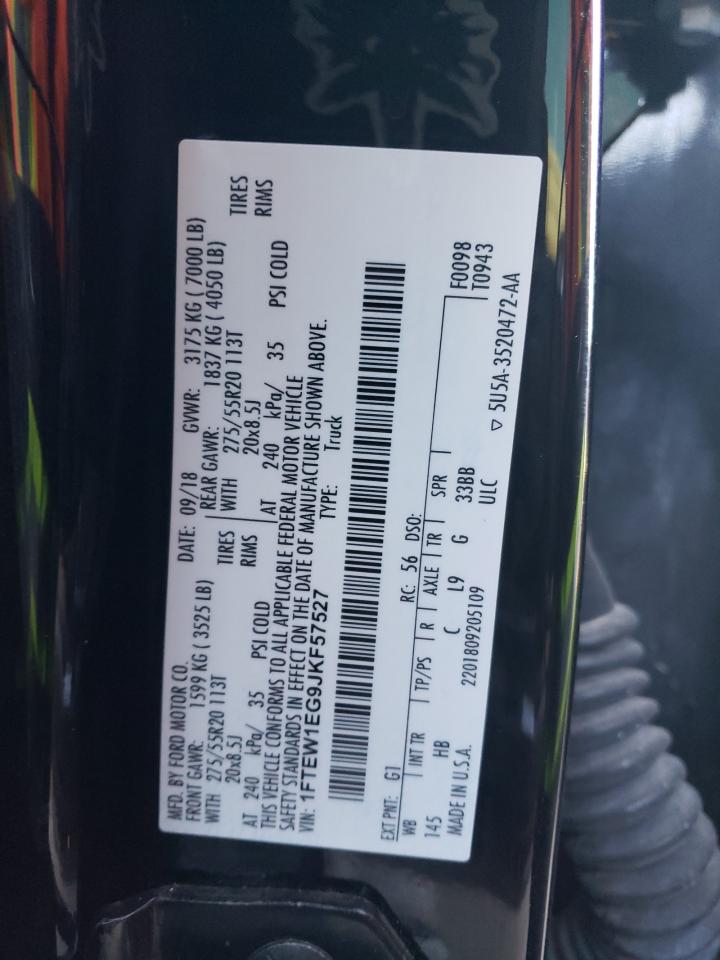 MFD. BY FORD MOTOR CO. DATE: 09/18 GVWR: 3175 KG ( 7000 LB)
FRONT GAWR: 1599 KG ( 3525 LB) REAR GAWR: 1837 KG ( 4050 LB)
WITH 275/55R20 113T TIRES WITH 275/55R20 113T TIRES
20x8.5J RIMS 20x8.5J RIMS
AT 240 kPa/ 35 PSI COLD AT 240 kPa/ 35 PSI COLD
THIS VEHICLE CONFORMS TO ALL APPLICABLE FEDERAL MOTOR VEHICLE
SAFETY STANDARDS IN EFFECT ON THE DATE OF MANUFACTURE SHOWN ABOVE.
VIN: 1FTEW1EG9JKF57527 TYPE: Truck
EXT PNT: G1 RC: 56 DSO:
WB INT TR TP/PS R AXLE TR SPR F0098
145 HB C L9 G 33BB T0943
MADE IN U.S.A. 2201809205109 ULC ▽ 5U5A-3520472-AA